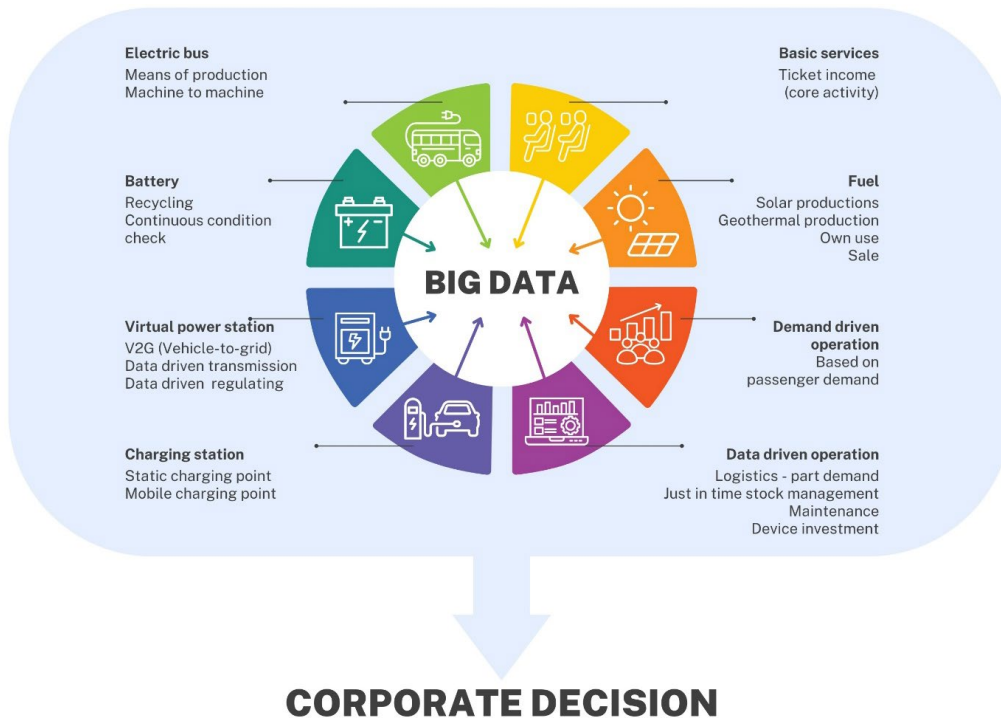 Electric bus
Means of production
Machine to machine
Basic services
Ticket income
(core activity)
Battery
Recycling
Continuous condition
check
Fuel
Solar productions
Geothermal production
Own use
Sale
BIG DATA
Virtual power station
V2G (Vehicle-to-grid)
Data driven transmission
Data driven regulating
Demand driven
operation
Based on
passenger demand
Charging station
Static charging point
Mobile charging point
Data driven operation
Logistics - part demand
Just in time stock management
Maintenance
Device investment
CORPORATE DECISION